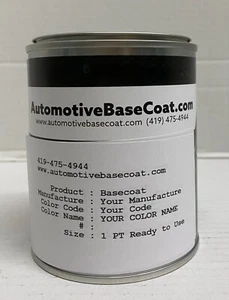 AutomotiveBaseCoat.com
www.automotivebasecoat.com (419) 475-4944
419-475-4944
www.automotivebasecoat.com
Product : Basecoat
Manufacture : Your Manufacture
Color Code : Your Code
Color Name : YOUR COLOR NAME
# :
Size : 1 PT Ready to Use